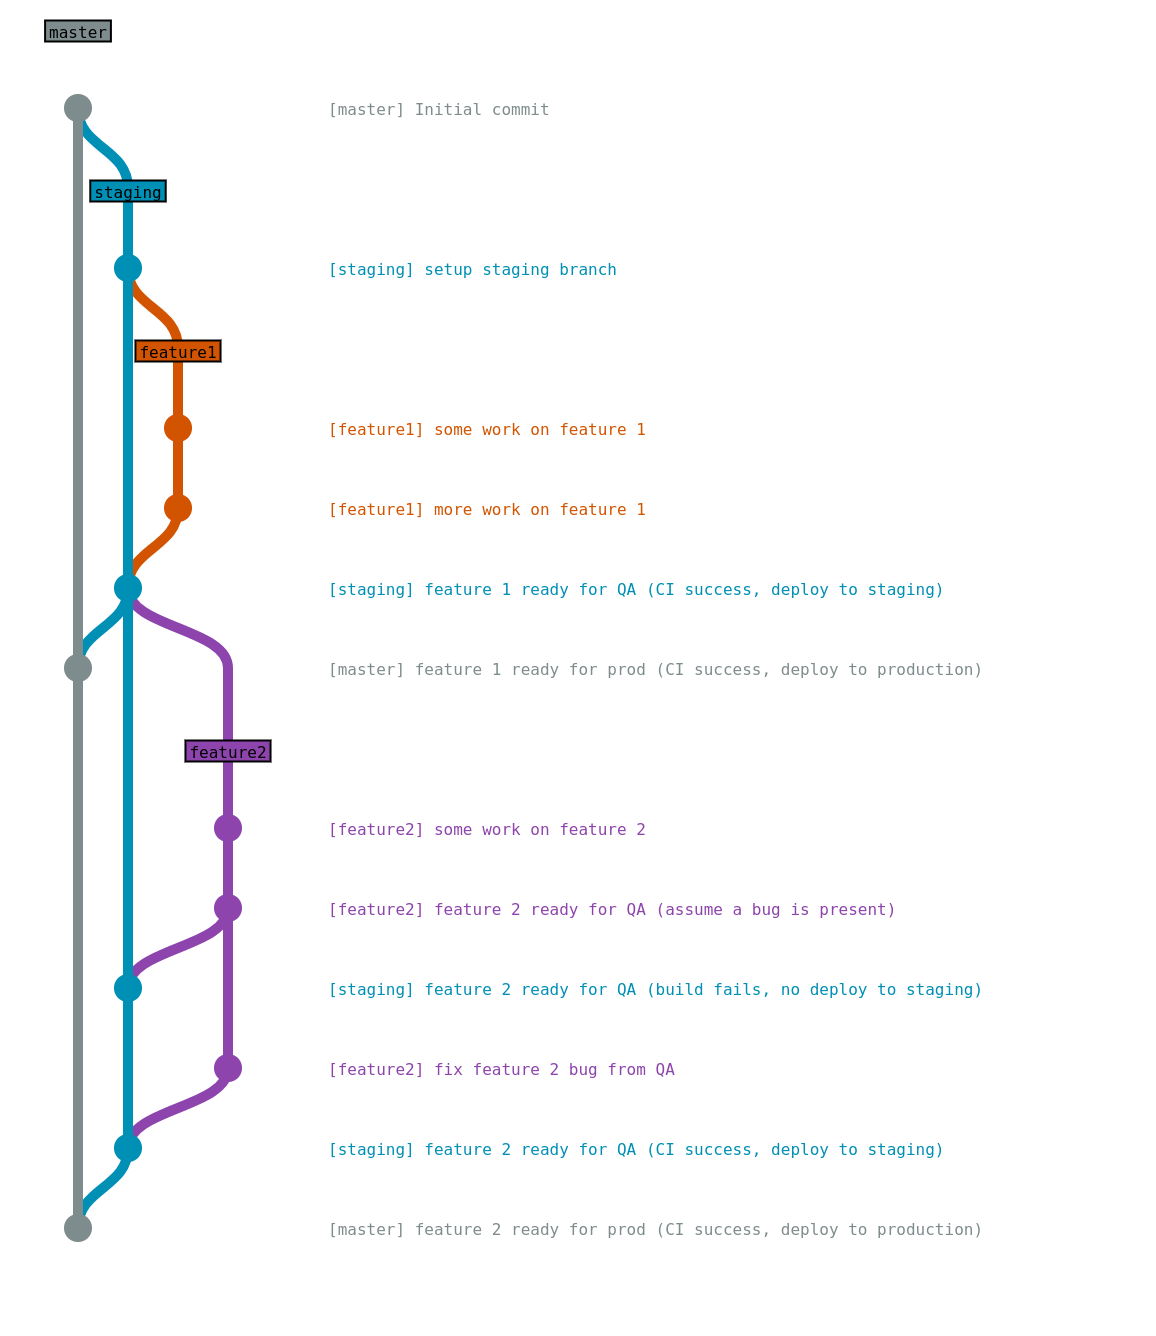 master
[master] Initial commit
staging
[staging] setup staging branch
feature1
[feature1] some work on feature 1
[feature1] more work on feature 1
[staging] feature 1 ready for QA (CI success, deploy to staging)
[master] feature 1 ready for prod (CI success, deploy to production)
feature2
[feature2] some work on feature 2
[feature2] feature 2 ready for QA (assume a bug is present)
[staging] feature 2 ready for QA (build fails, no deploy to staging)
[feature2] fix feature 2 bug from QA
[staging] feature 2 ready for QA (CI success, deploy to staging)
[master] feature 2 ready for prod (CI success, deploy to production)